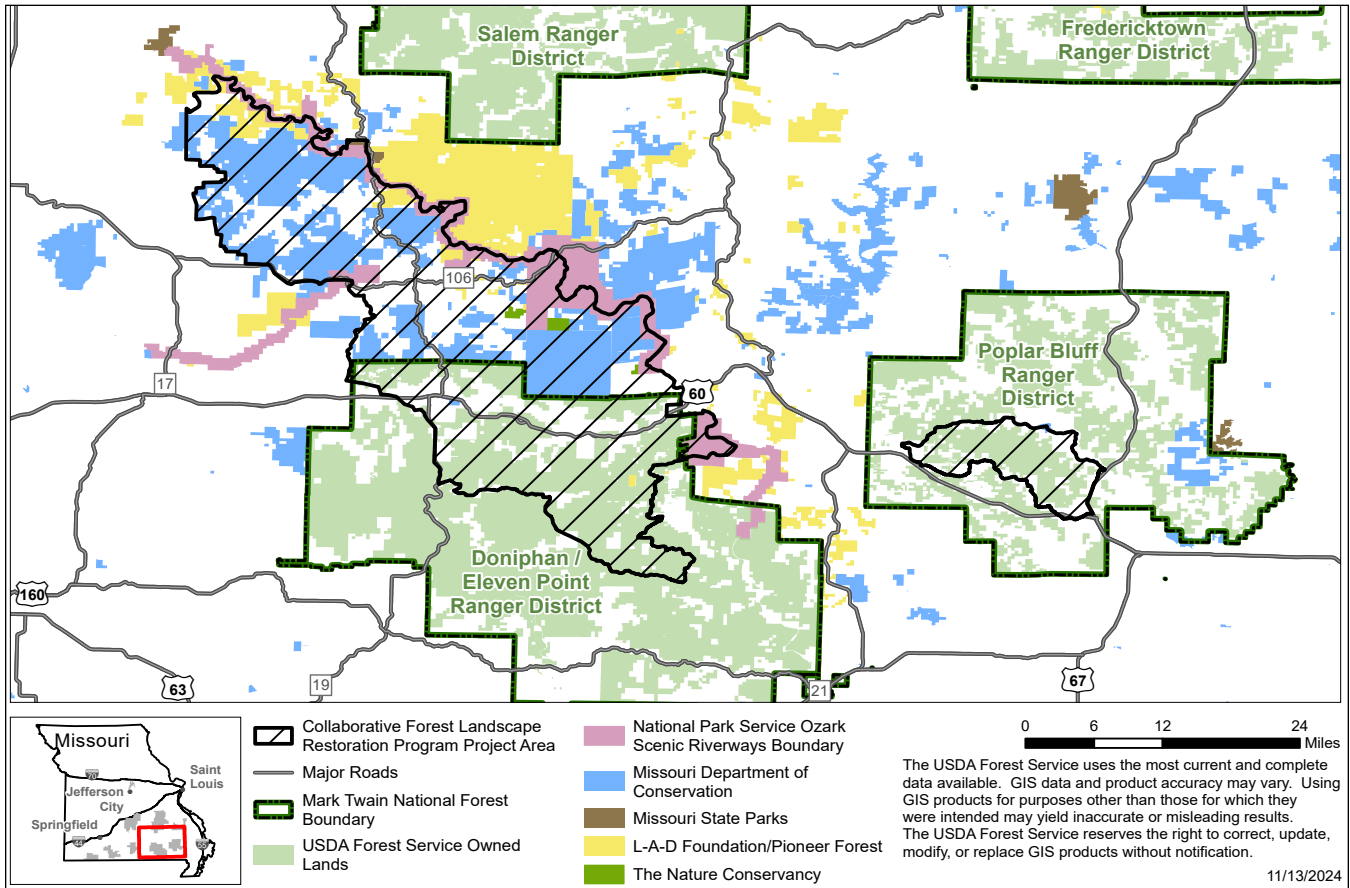 Salem Ranger
District
Fredericktown
Ranger District
106
Poplar Bluff
Ranger
District
17
60
Doniphan /
Eleven Point
Ranger District
160
63
19
21
67
Missouri
Saint
Louis
70
Jefferson
City
Springfield
44
55
Collaborative Forest Landscape
Restoration Program Project Area
Major Roads
Mark Twain National Forest
Boundary
USDA Forest Service Owned
Lands
National Park Service Ozark
Scenic Riverways Boundary
Missouri Department of
Conservation
Missouri State Parks
L-A-D Foundation/Pioneer Forest
The Nature Conservancy
0 6 12 24
Miles
The USDA Forest Service uses the most current and complete
data available. GIS data and product accuracy may vary. Using
GIS products for purposes other than those for which they
were intended may yield inaccurate or misleading results.
The USDA Forest Service reserves the right to correct, update,
modify, or replace GIS products without notification.
11/13/2024